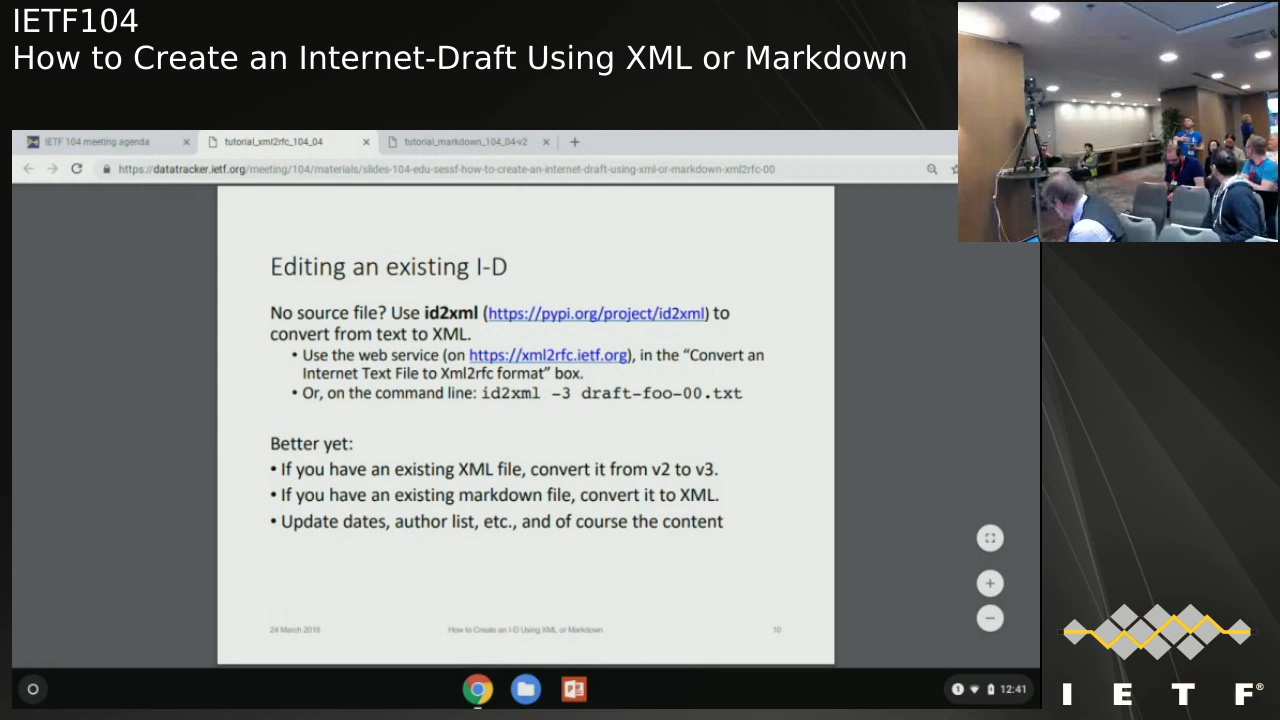 IETF104
How to Create an Internet-Draft Using XML or Markdown
IETF 104 meeting agenda
tutorial_xml2rfc_104_04
tutorial_markdown_104_04-v2
https://datatracker.ietf.org/meeting/104/materials/slides-104-edu-sessf-how-to-create-an-internet-draft-using-xml-or-markdown-xml2rfc-00
Editing an existing I-D
No source file? Use id2xml (https://pypi.org/project/id2xml) to
convert from text to XML.
• Use the web service (on https://xml2rfc.ietf.org), in the “Convert an
Internet Text File to Xml2rfc format” box.
• Or, on the command line: id2xml -3 draft-foo-00.txt
Better yet:
• If you have an existing XML file, convert it from v2 to v3.
• If you have an existing markdown file, convert it to XML.
• Update dates, author list, etc., and of course the content
24 March 2019
How to Create an I-D Using XML or Markdown
10
1
12:41
I E T F®